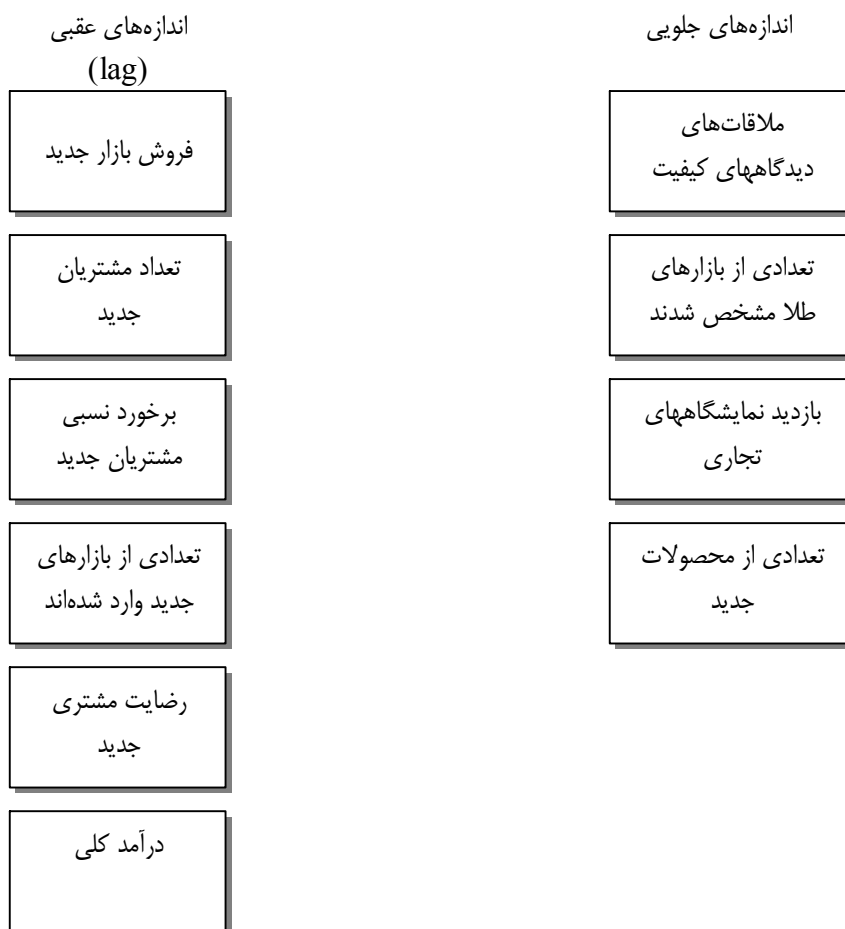 اندازه‌های جلویی
ملاقات‌های
دیدگاههای کیفیت
تعدادی از بازارهای
طلا مشخص شدند
بازدید نمایشگاههای
تجاری
تعدادی از محصولات
جدید
اندازه‌های عقبی
(lag)
فروش بازار جدید
تعداد مشتریان
جدید
برخورد نسبی
مشتریان جدید
تعدادی از بازارهای
جدید وارد شده‌اند
رضایت مشتری
جدید
درآمد کلی